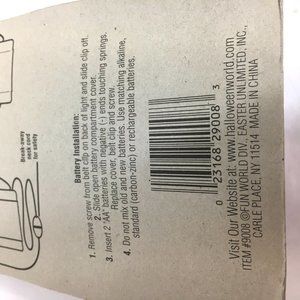 Break-away
neck cord
for safety
Battery Installation:
1. Remove screw from belt clip on back of light and slide clip off.
2. Slide open battery compartment cover.
3. Insert 2 "AA" batteries with negative (-) ends touching springs.
Replace cover, belt clip and screw.
4. Do not mix old and new batteries. Use matching alkaline,
standard (carbon-zinc) or rechargeable batteries.
0 23168 29008 3
Visit Our Website at: www.halloweenworld.com
ITEM #9008 ©FUN WORLD DIV., EASTER UNLIMITED, INC.,
CARLE PLACE, NY 11514 MADE IN CHINA